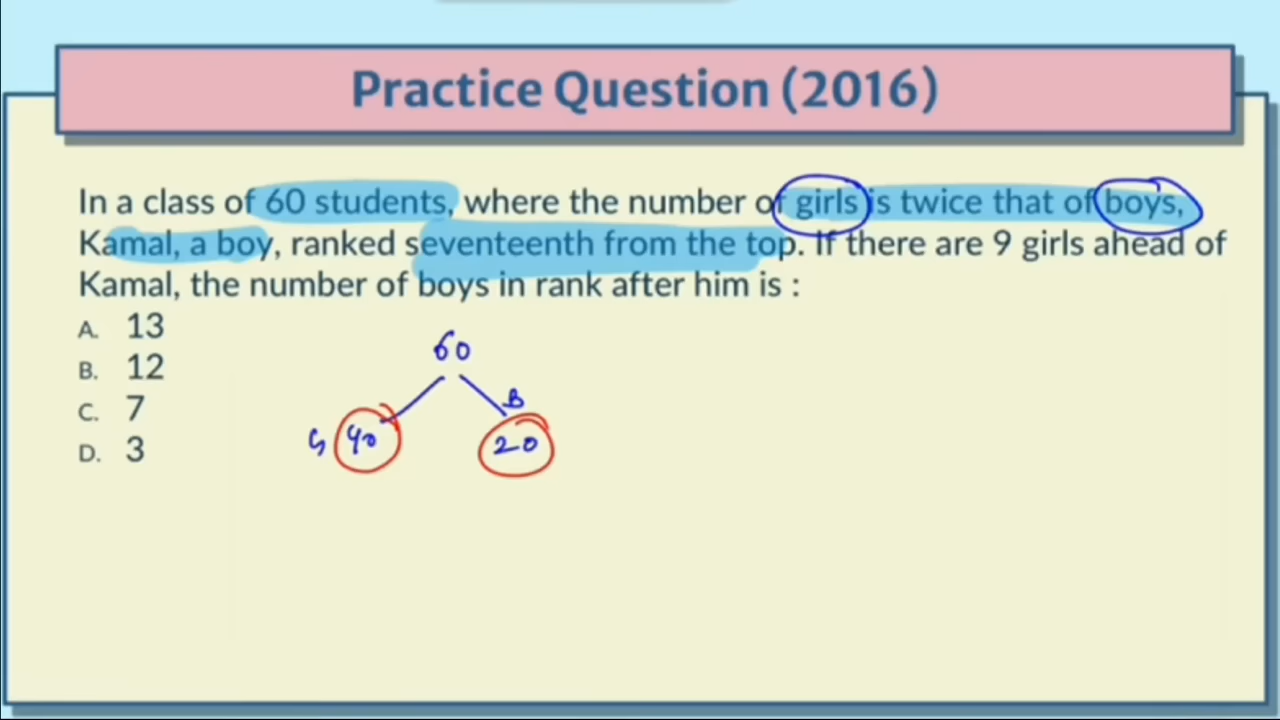 Practice Question (2016)
In a class of 60 students, where the number of girls is twice that of boys,
Kamal, a boy, ranked seventeenth from the top. If there are 9 girls ahead of
Kamal, the number of boys in rank after him is :
A. 13
B. 12
C. 7
D. 3
60
B
G 40 20